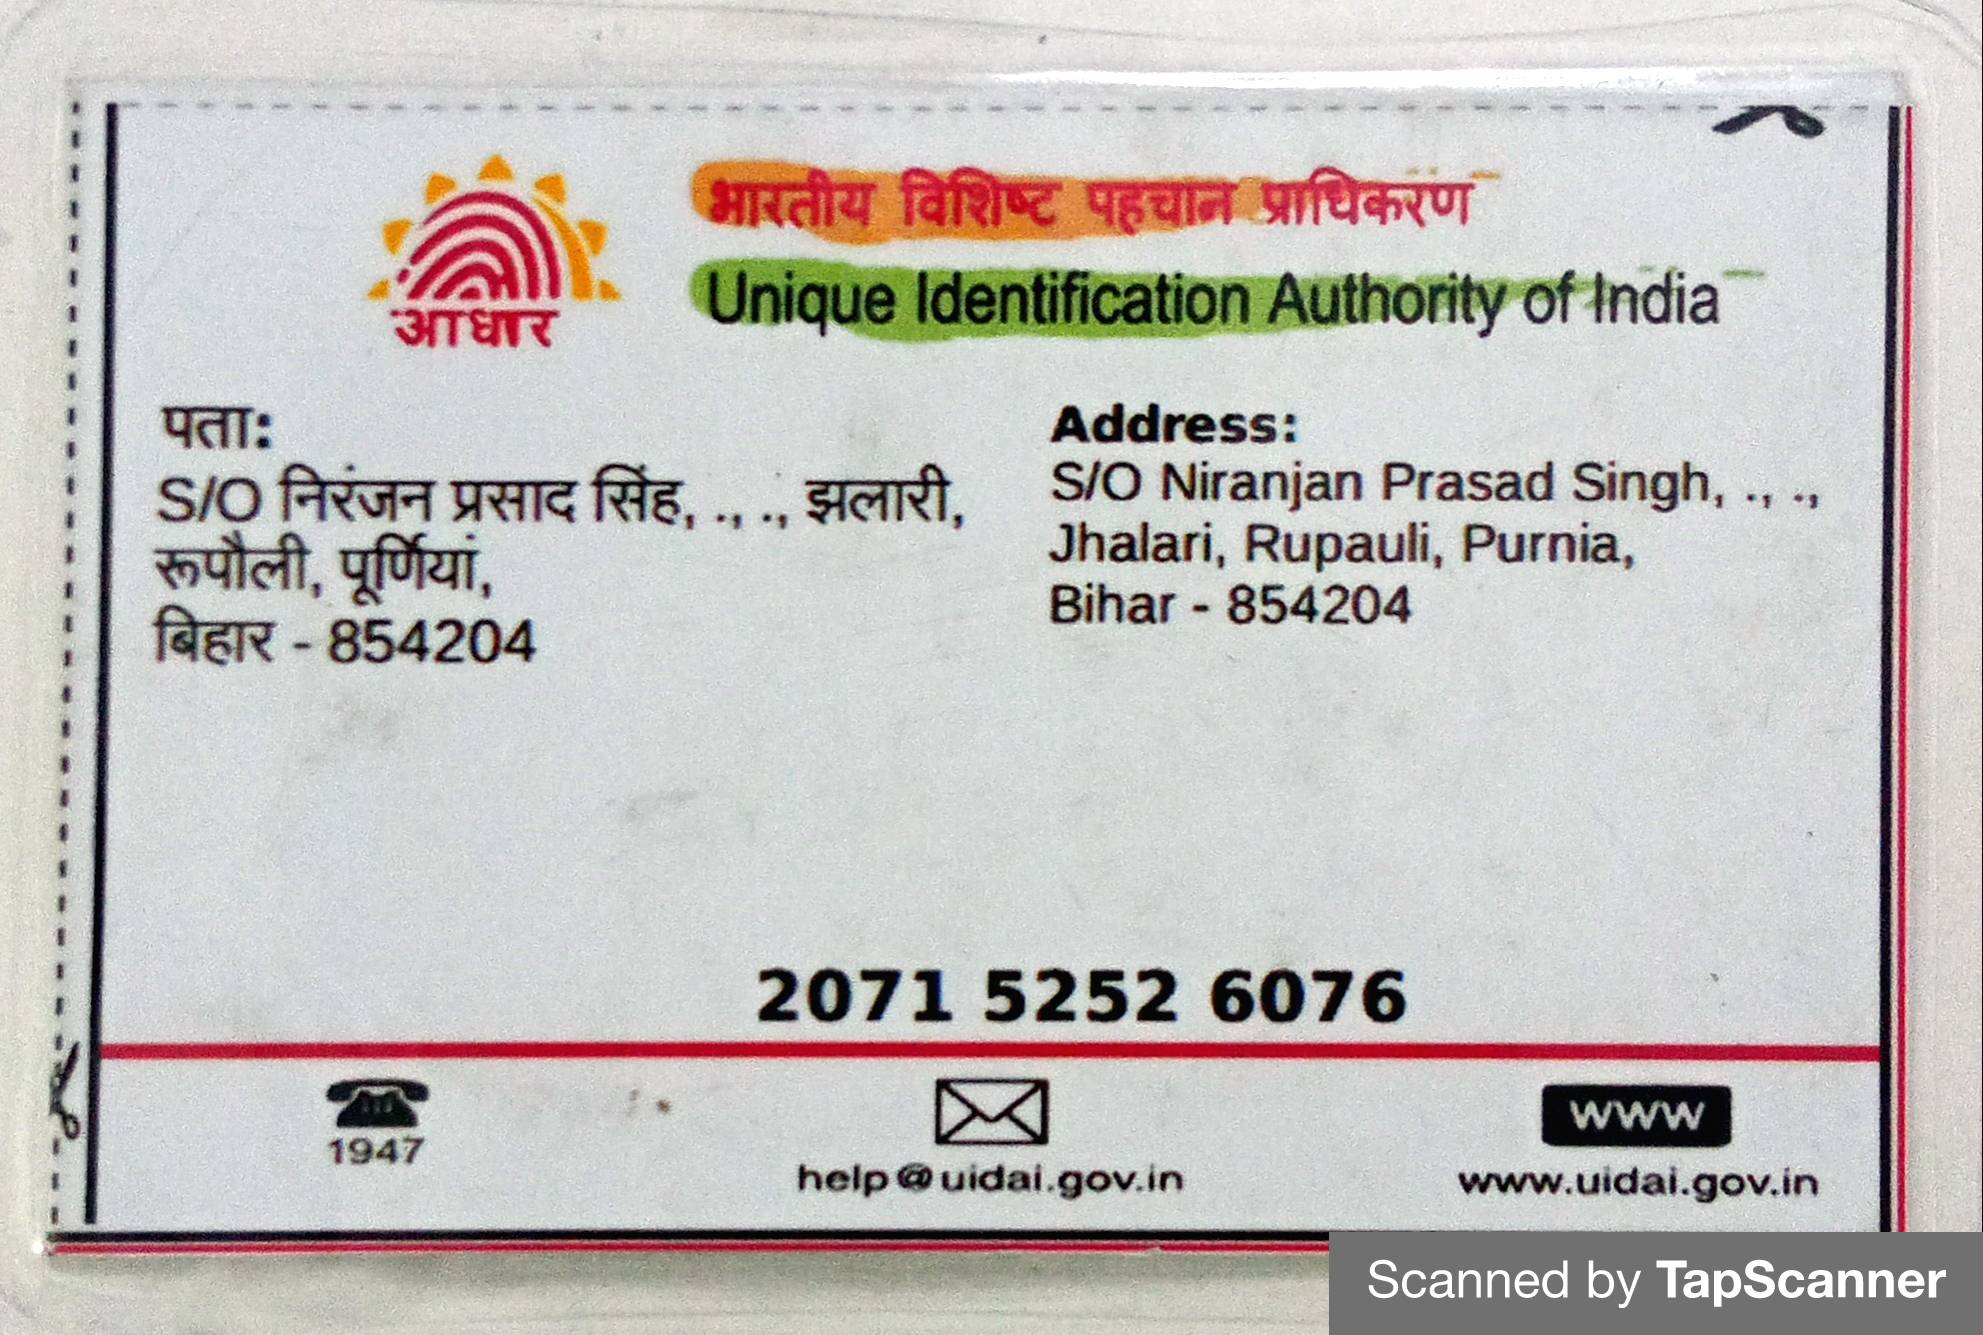 आधार
भारतीय विशिष्ट पहचान प्राधिकरण
Unique Identification Authority of India
पता:
S/O निरंजन प्रसाद सिंह, ., ., झलारी,
रूपौली, पूर्णियां,
बिहार - 854204
Address:
S/O Niranjan Prasad Singh, ., .,
Jhalari, Rupauli, Purnia,
Bihar - 854204
2071 5252 6076
1947
help@uidai.gov.in
www
www.uidai.gov.in
Scanned by TapScanner